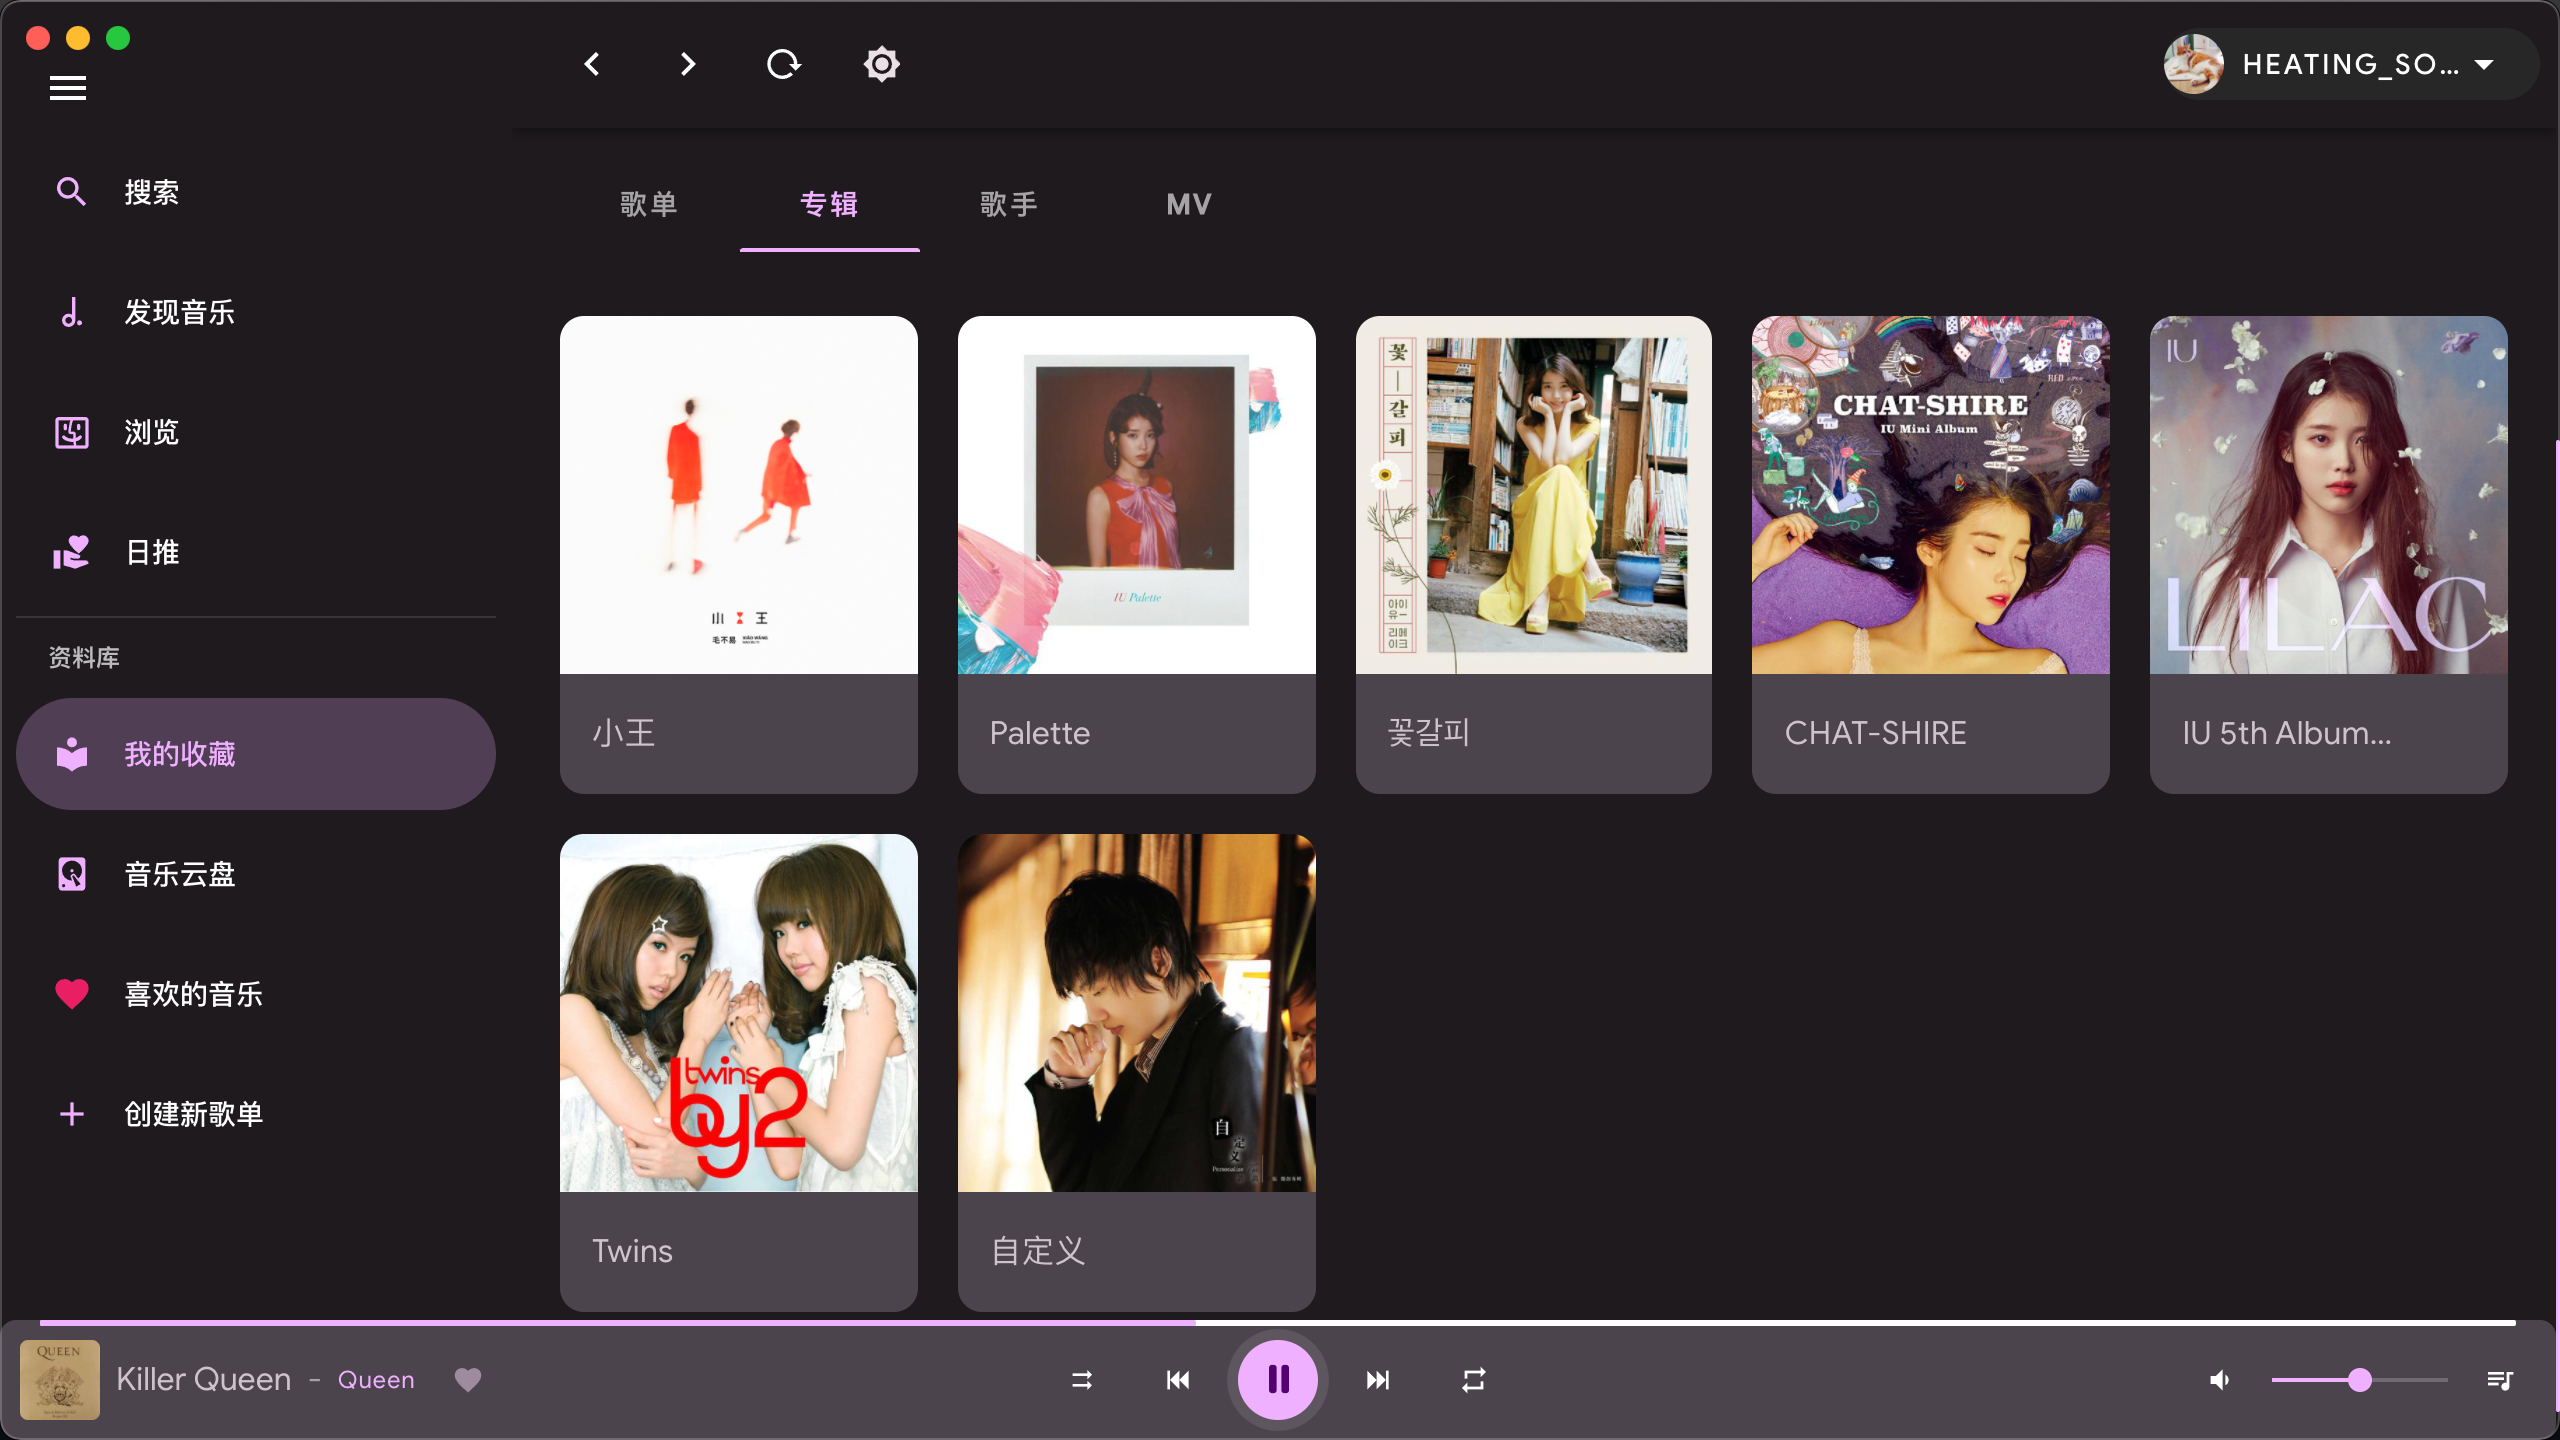 HEATING_SO...
搜索
发现音乐
浏览
日推
资料库
我的收藏
音乐云盘
喜欢的音乐
创建新歌单
歌单
专辑
歌手
MV
小王
毛不易
IU Palette
꽃갈피
아이유
리메이크
CHAT-SHIRE
IU Mini Album
IU
LILAC
小王
Palette
꽃갈피
CHAT-SHIRE
IU 5th Album...
twins
by2
自定义
Personalize
Twins
自定义
QUEEN
Killer Queen - Queen